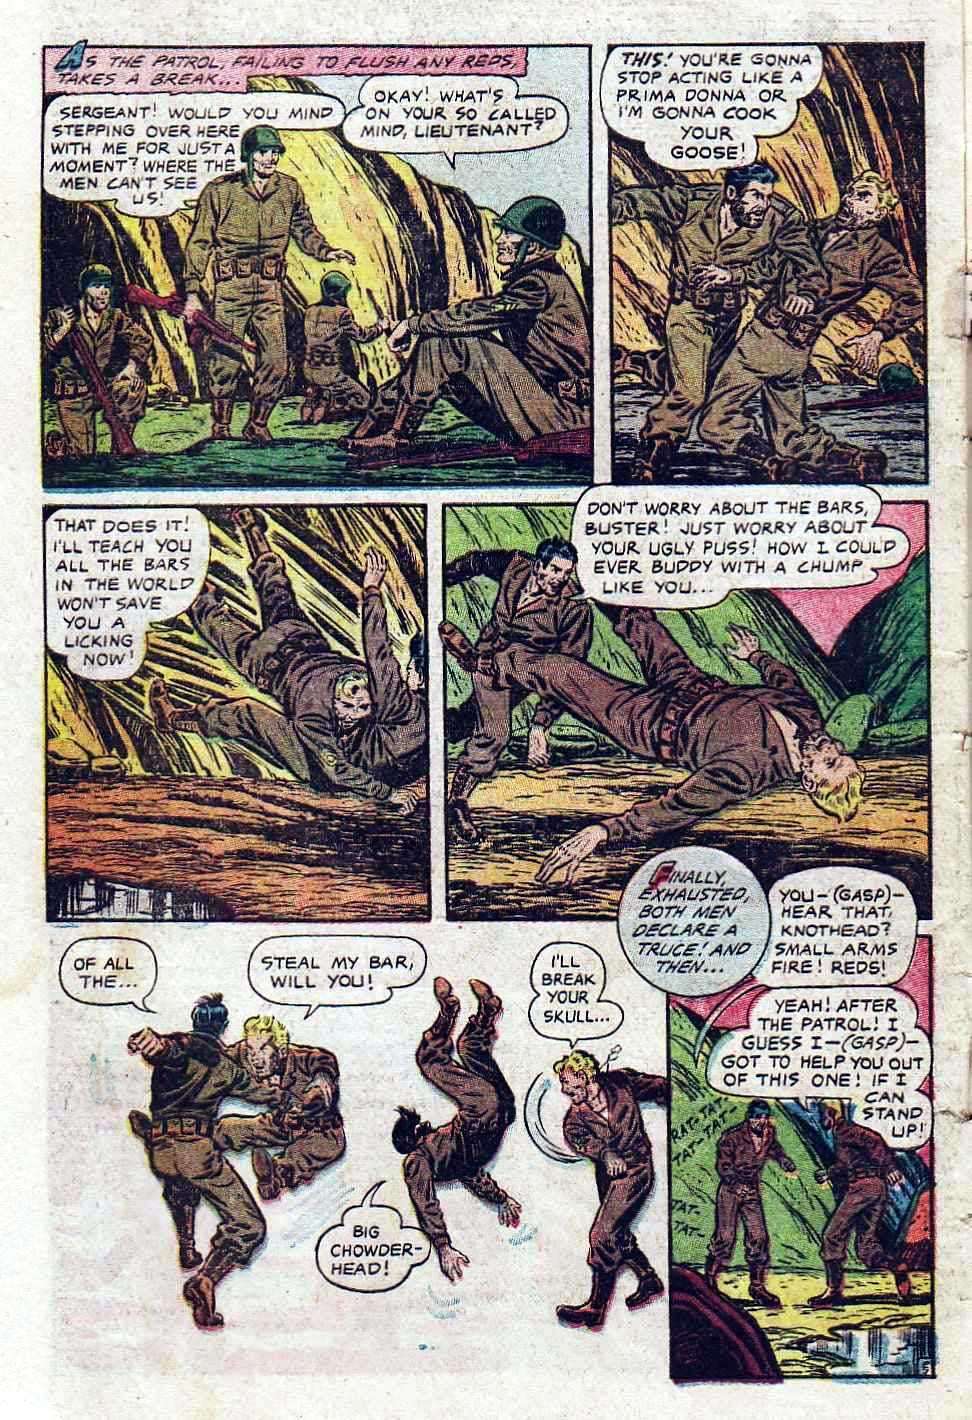 AS THE PATROL, FAILING TO FLUSH ANY REDS,
TAKES A BREAK...
SERGEANT! WOULD YOU MIND
STEPPING OVER HERE
WITH ME FOR JUST A
MOMENT? WHERE THE
MEN CAN'T SEE
US!
OKAY! WHAT'S
ON YOUR SO CALLED
MIND, LIEUTENANT?
THIS! YOU'RE GONNA
STOP ACTING LIKE A
PRIMA DONNA OR
I'M GONNA COOK
YOUR
GOOSE!
THAT DOES IT!
I'LL TEACH YOU
ALL THE BARS
IN THE WORLD
WON'T SAVE
YOU A
LICKING
NOW!
DON'T WORRY ABOUT THE BARS,
BUSTER! JUST WORRY ABOUT
YOUR UGLY PUSS! HOW I COULD
EVER BUDDY WITH A CHUMP
LIKE YOU...
OF ALL
THE...
STEAL MY BAR,
WILL YOU!
BIG
CHOWDER-
HEAD!
I'LL
BREAK
YOUR
SKULL...
FINALLY,
EXHAUSTED,
BOTH MEN
DECLARE A
TRUCE! AND
THEN...
YOU-(GASP)-
HEAR THAT,
KNOTHEAD?
SMALL ARMS
FIRE! REDS!
YEAH! AFTER
THE PATROL! I
GUESS I-(GASP)-
GOT TO HELP YOU OUT
OF THIS ONE! IF I
CAN
STAND
UP!
RAT-TAT-
TAT-TAT-
TAT-
TAT-
TAT-
5